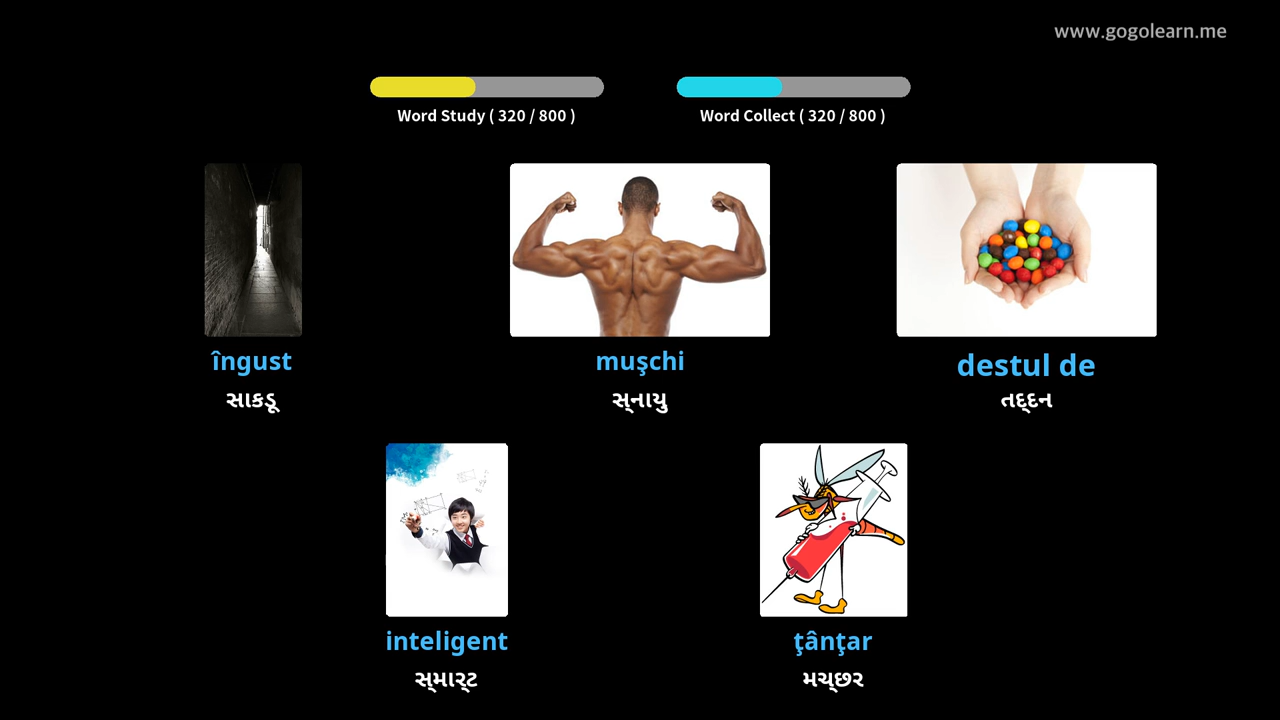 www.gogolearn.me
Word Study ( 320 / 800 )
Word Collect ( 320 / 800 )
îngust
muşchi
destul de
સાકડૂ
સ્નાયુ
તદ્દન
inteligent
ţânţar
સ્માર્ટ
મચ્છર